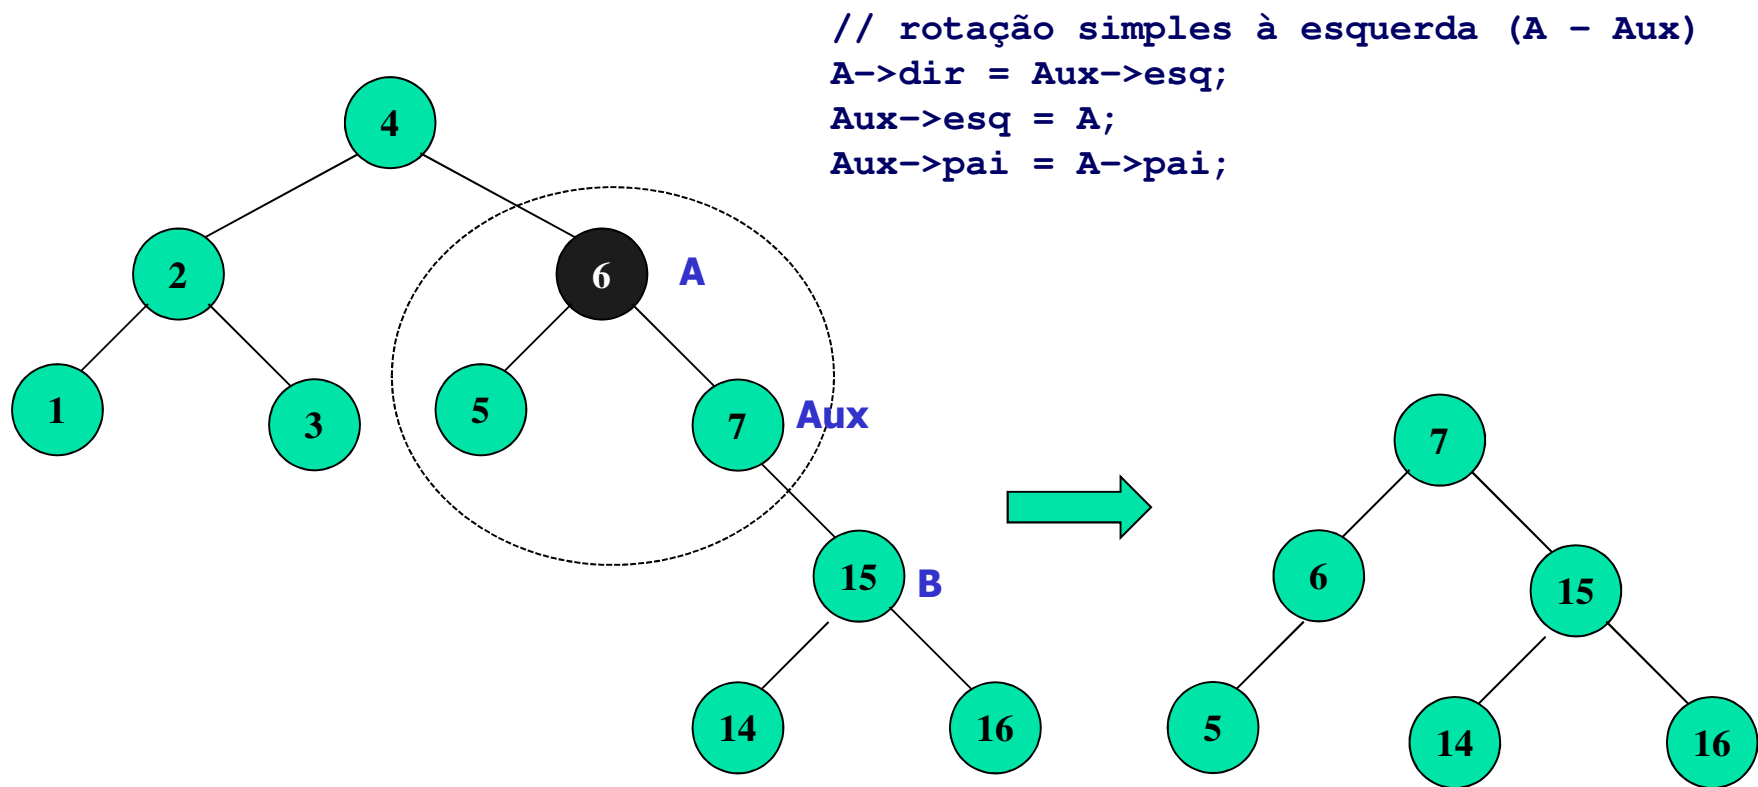 // rotação simples à esquerda (A – Aux)
A->dir = Aux->esq;
Aux->esq = A;
Aux->pai = A->pai;
4
2
6
A
1
3
5
7
Aux
15
B
14
16
7
6
15
5
14
16